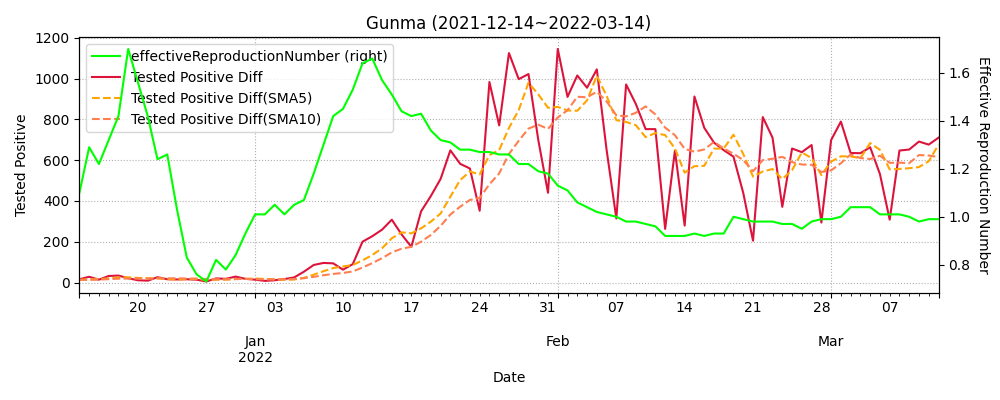 Gunma (2021-12-14~2022-03-14)
effectiveReproductionNumber (right)
Tested Positive Diff
Tested Positive Diff(SMA5)
Tested Positive Diff(SMA10)
Tested Positive
1200
1000
800
600
400
200
0
1.6
1.4
1.2
1.0
0.8
Effective Reproduction Number
20 27 03 10 17 24 31 07 14 21 28 07
Jan Feb Mar
2022
Date